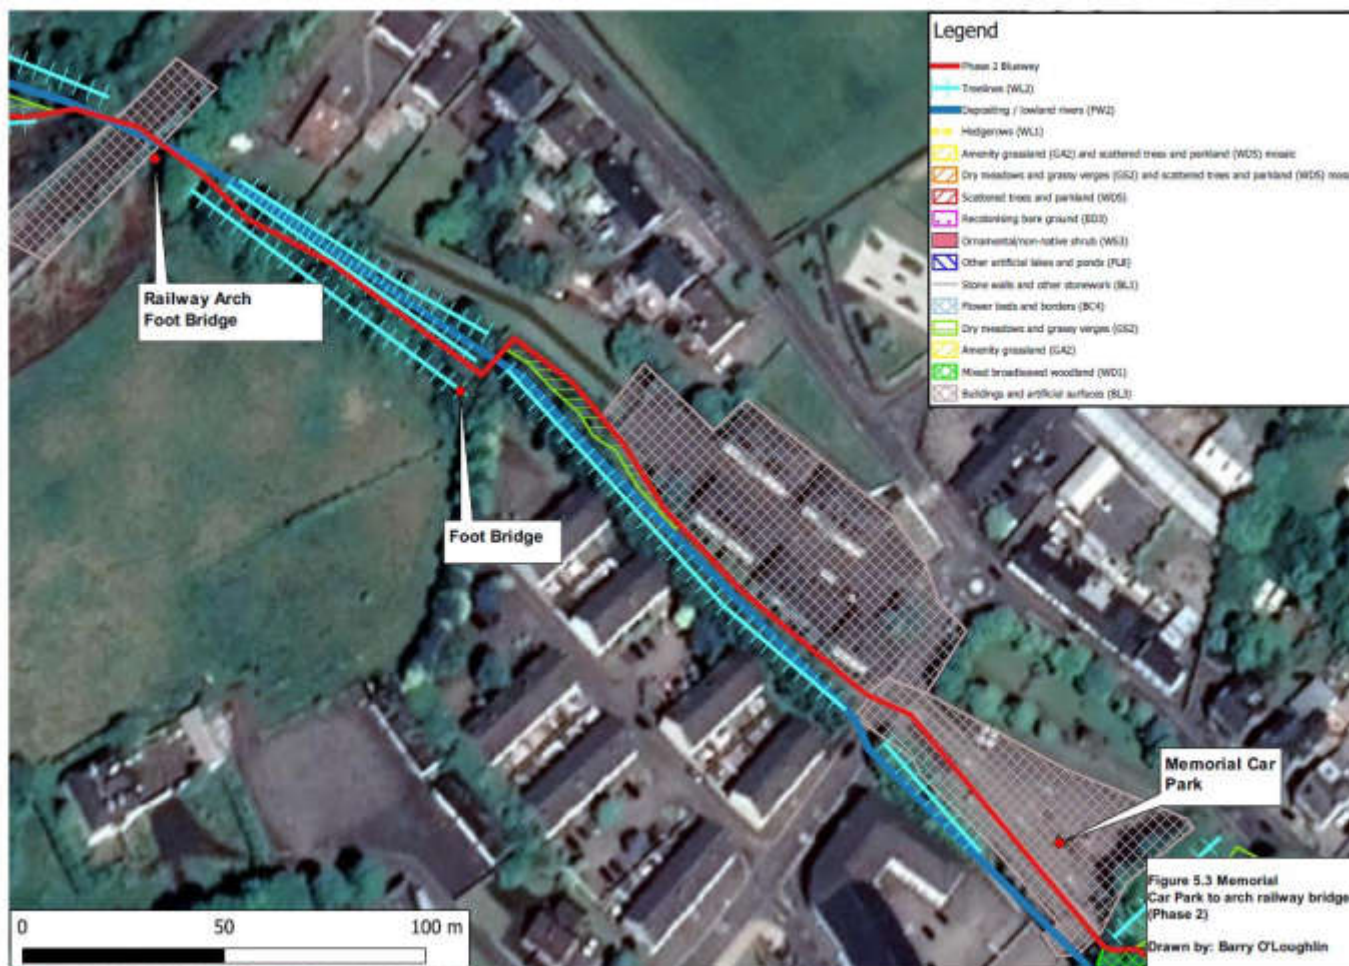 Legend
Phase 2 Blueway
Treelines (WL2)
Depositing / lowland rivers (FW2)
Hedgerows (WL1)
Amenity grassland (GA2) and scattered trees and parkland (WD5) mosaic
Dry meadows and grassy verges (GS2) and scattered trees and parkland (WD5) mosa
Scattered trees and parkland (WD5)
Recolonising bare ground (ED3)
Ornamental/non-native shrub (WS3)
Other artificial lakes and ponds (FL8)
Stone walls and other stonework (BL1)
Flower beds and borders (BC4)
Dry meadows and grassy verges (GS2)
Amenity grassland (GA2)
Mixed broadleaved woodland (WD1)
Buildings and artificial surfaces (BL3)
Railway Arch
Foot Bridge
Foot Bridge
Memorial Car
Park
Figure 5.3 Memorial
Car Park to arch railway bridge
(Phase 2)
Drawn by: Barry O'Loughlin
0 50 100 m